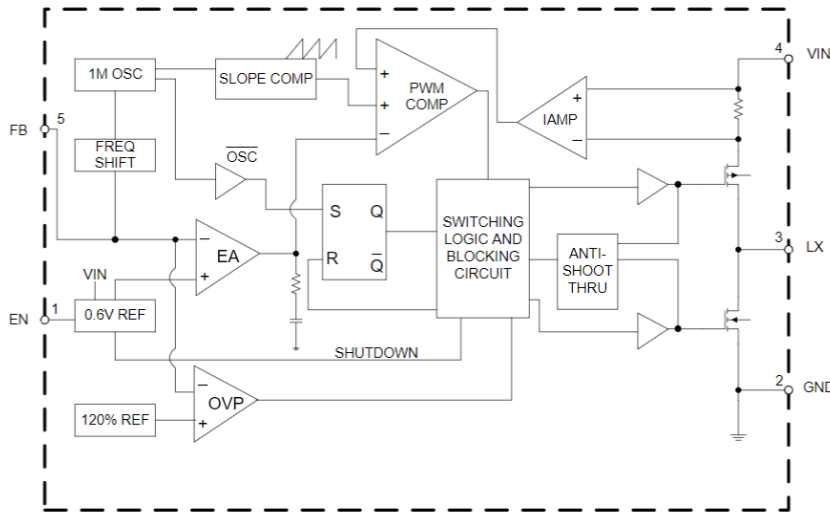 4
VIN
1M OSC
SLOPE COMP
+
+
−
PWM
COMP
+
−
IAMP
5
FB
FREQ
SHIFT
OSC
S
Q
R
Q
SWITCHING
LOGIC AND
BLOCKING
CIRCUIT
ANTI-
SHOOT
THRU
3
LX
−
+
EA
VIN
1
EN
0.6V REF
SHUTDOWN
2
GND
−
+
OVP
120% REF